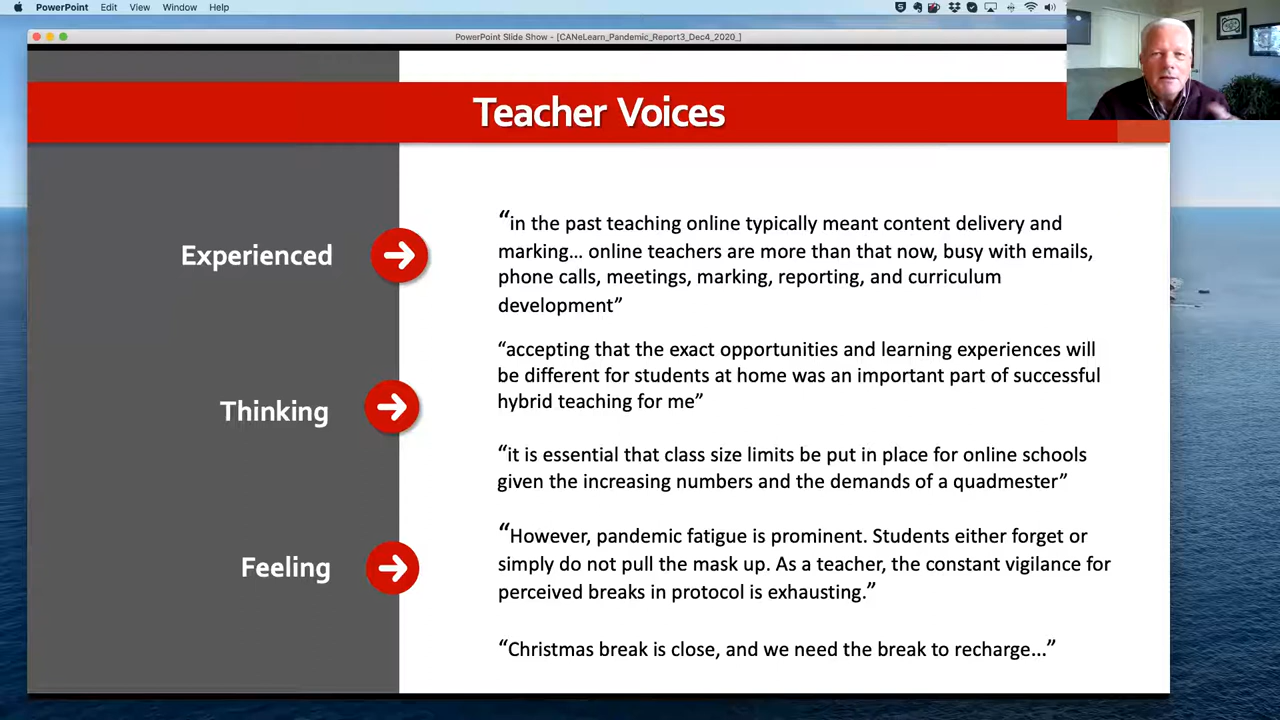 PowerPoint Edit View Window Help
PowerPoint Slide Show - [CANeLearn_Pandemic_Report3_Dec4_2020_]
Teacher Voices
Experienced
“in the past teaching online typically meant content delivery and
marking... online teachers are more than that now, busy with emails,
phone calls, meetings, marking, reporting, and curriculum
development”
Thinking
“accepting that the exact opportunities and learning experiences will
be different for students at home was an important part of successful
hybrid teaching for me”
“it is essential that class size limits be put in place for online schools
given the increasing numbers and the demands of a quadmester”
Feeling
“However, pandemic fatigue is prominent. Students either forget or
simply do not pull the mask up. As a teacher, the constant vigilance for
perceived breaks in protocol is exhausting.”
“Christmas break is close, and we need the break to recharge...”